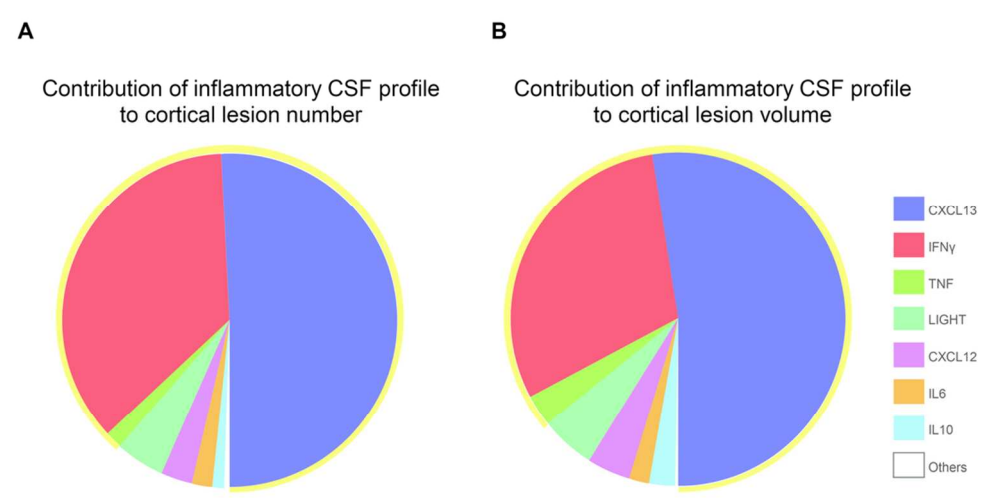 A
B
Contribution of inflammatory CSF profile
to cortical lesion number
Contribution of inflammatory CSF profile
to cortical lesion volume
CXCL13
IFNγ
TNF
LIGHT
CXCL12
IL6
IL10
Others